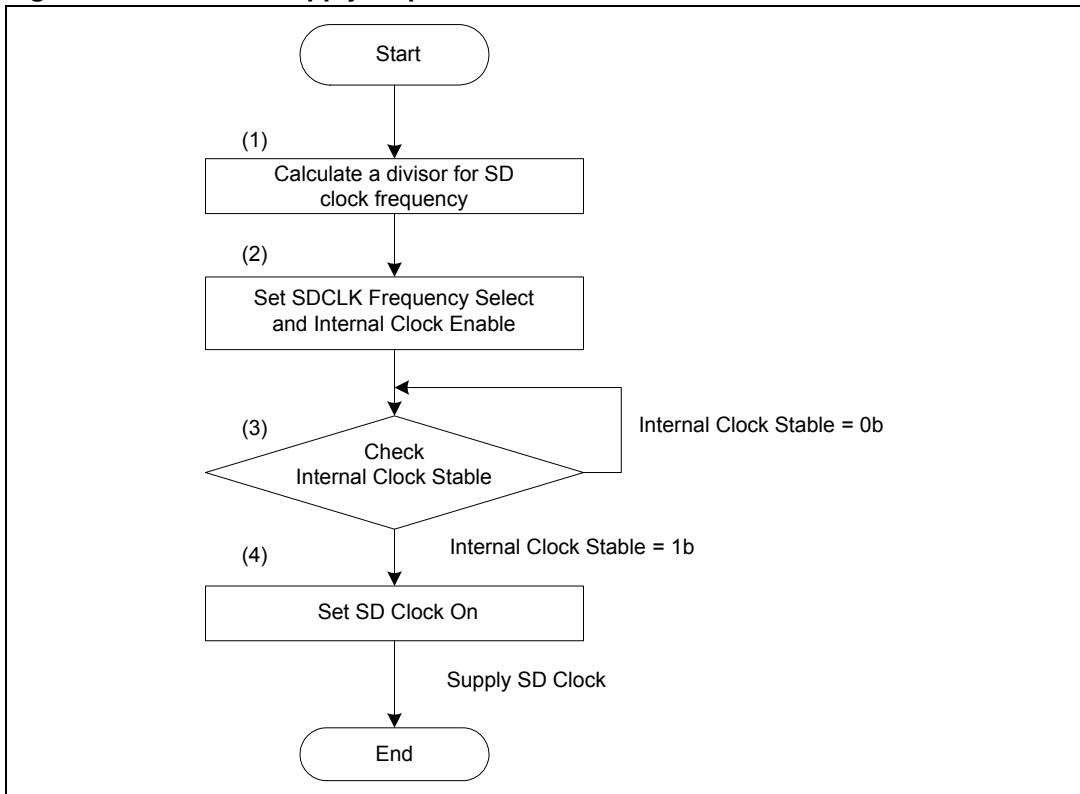 Start
(1)
Calculate a divisor for SD
clock frequency
(2)
Set SDCLK Frequency Select
and Internal Clock Enable
Internal Clock Stable = 0b
(3)
Check
Internal Clock Stable
Internal Clock Stable = 1b
(4)
Set SD Clock On
Supply SD Clock
End